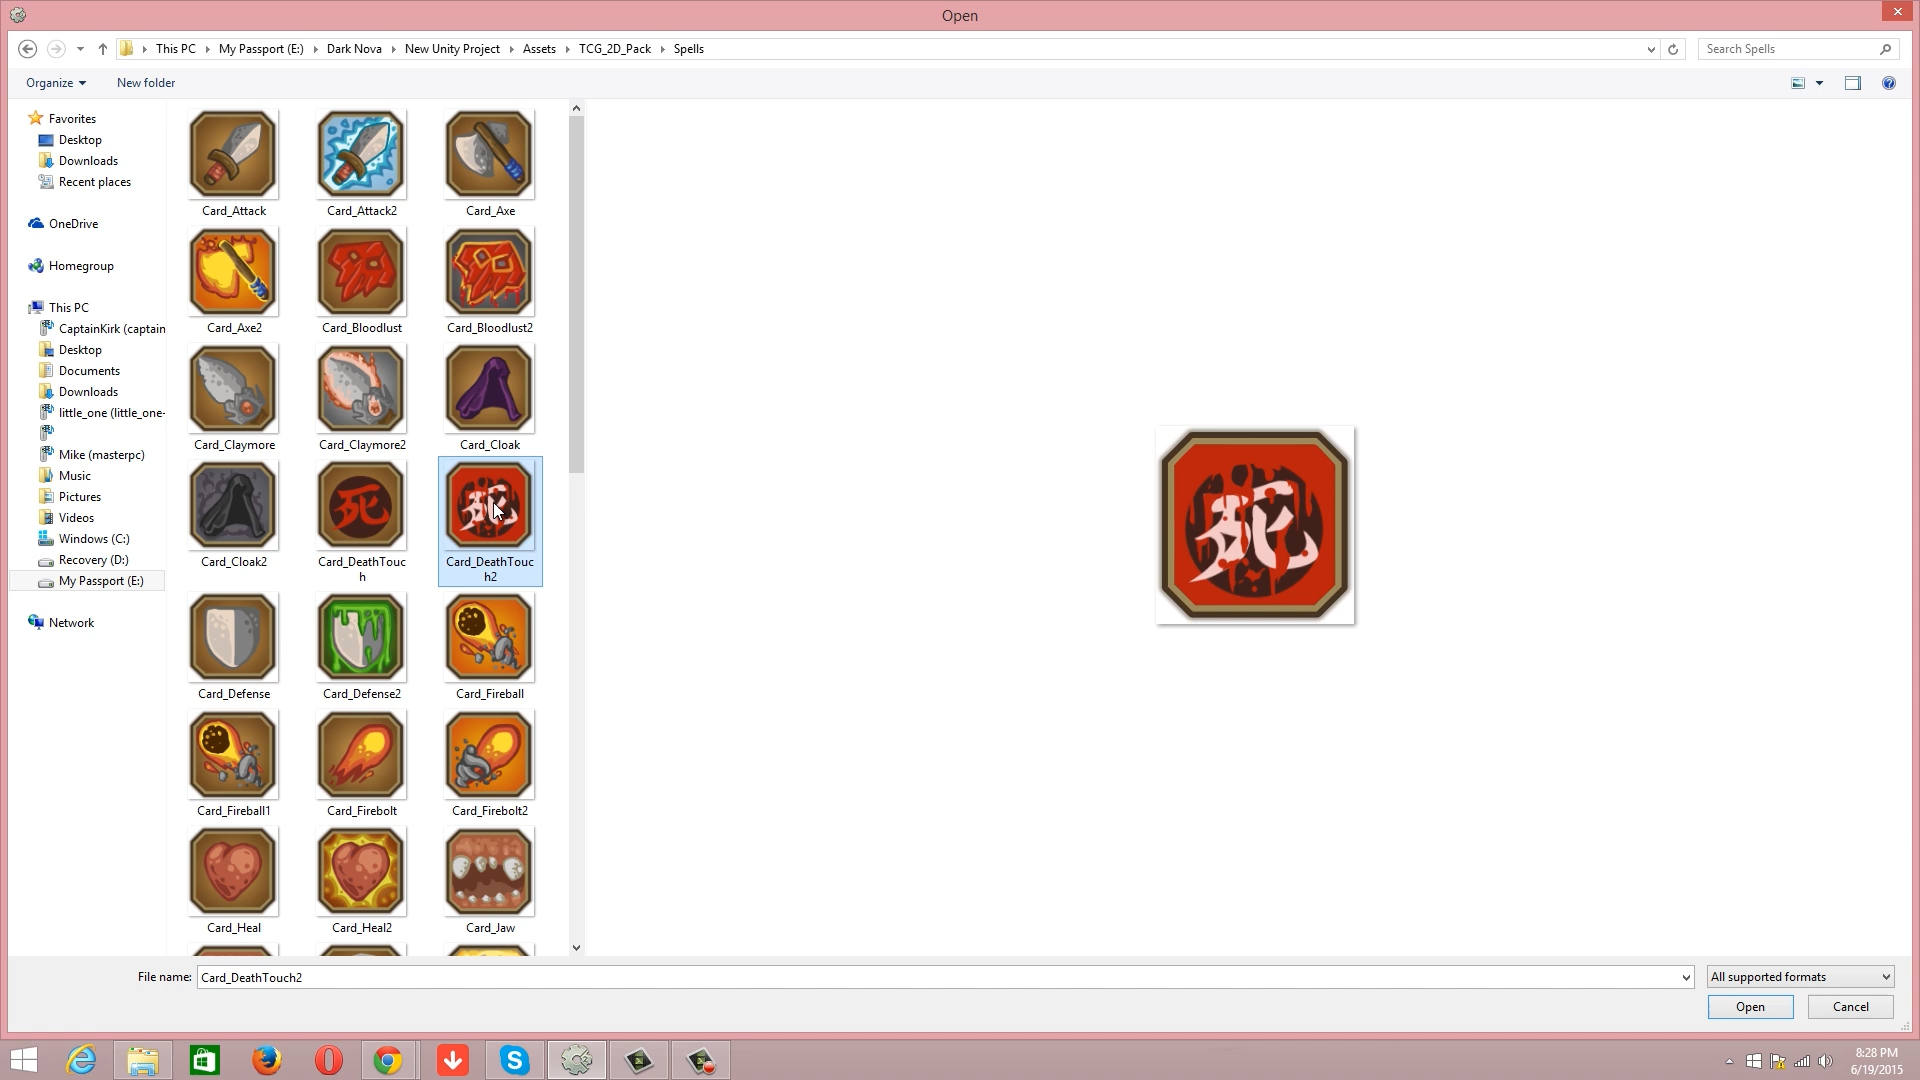 Open
This PC
My Passport (E:)
Dark Nova
New Unity Project
Assets
TCG_2D_Pack
Spells
Search Spells
Organize
New folder
Favorites
Desktop
Downloads
Recent places
OneDrive
Homegroup
This PC
CaptainKirk (captain
Desktop
Documents
Downloads
little_one (little_one-
Mike (masterpc)
Music
Pictures
Videos
Windows (C:)
Recovery (D:)
My Passport (E:)
Network
Card_Attack
Card_Attack2
Card_Axe
Card_Axe2
Card_Bloodlust
Card_Bloodlust2
Card_Claymore
Card_Claymore2
Card_Cloak
死
Card_Cloak2
Card_DeathTouc
h
Card_DeathTouc
h2
Card_Defense
Card_Defense2
Card_Fireball
Card_Fireball1
Card_Firebolt
Card_Firebolt2
Card_Heal
Card_Heal2
Card_Jaw
File name:
Card_DeathTouch2
All supported formats
Open
Cancel
8:28 PM
6/19/2015